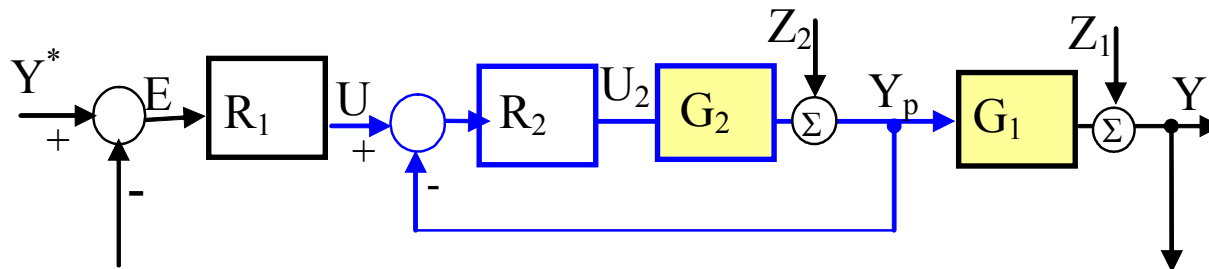 Y*
+
-
E
R1
U
+
-
R2
U2
G2
Z2
Σ
Yp
G1
Z1
Σ
Y